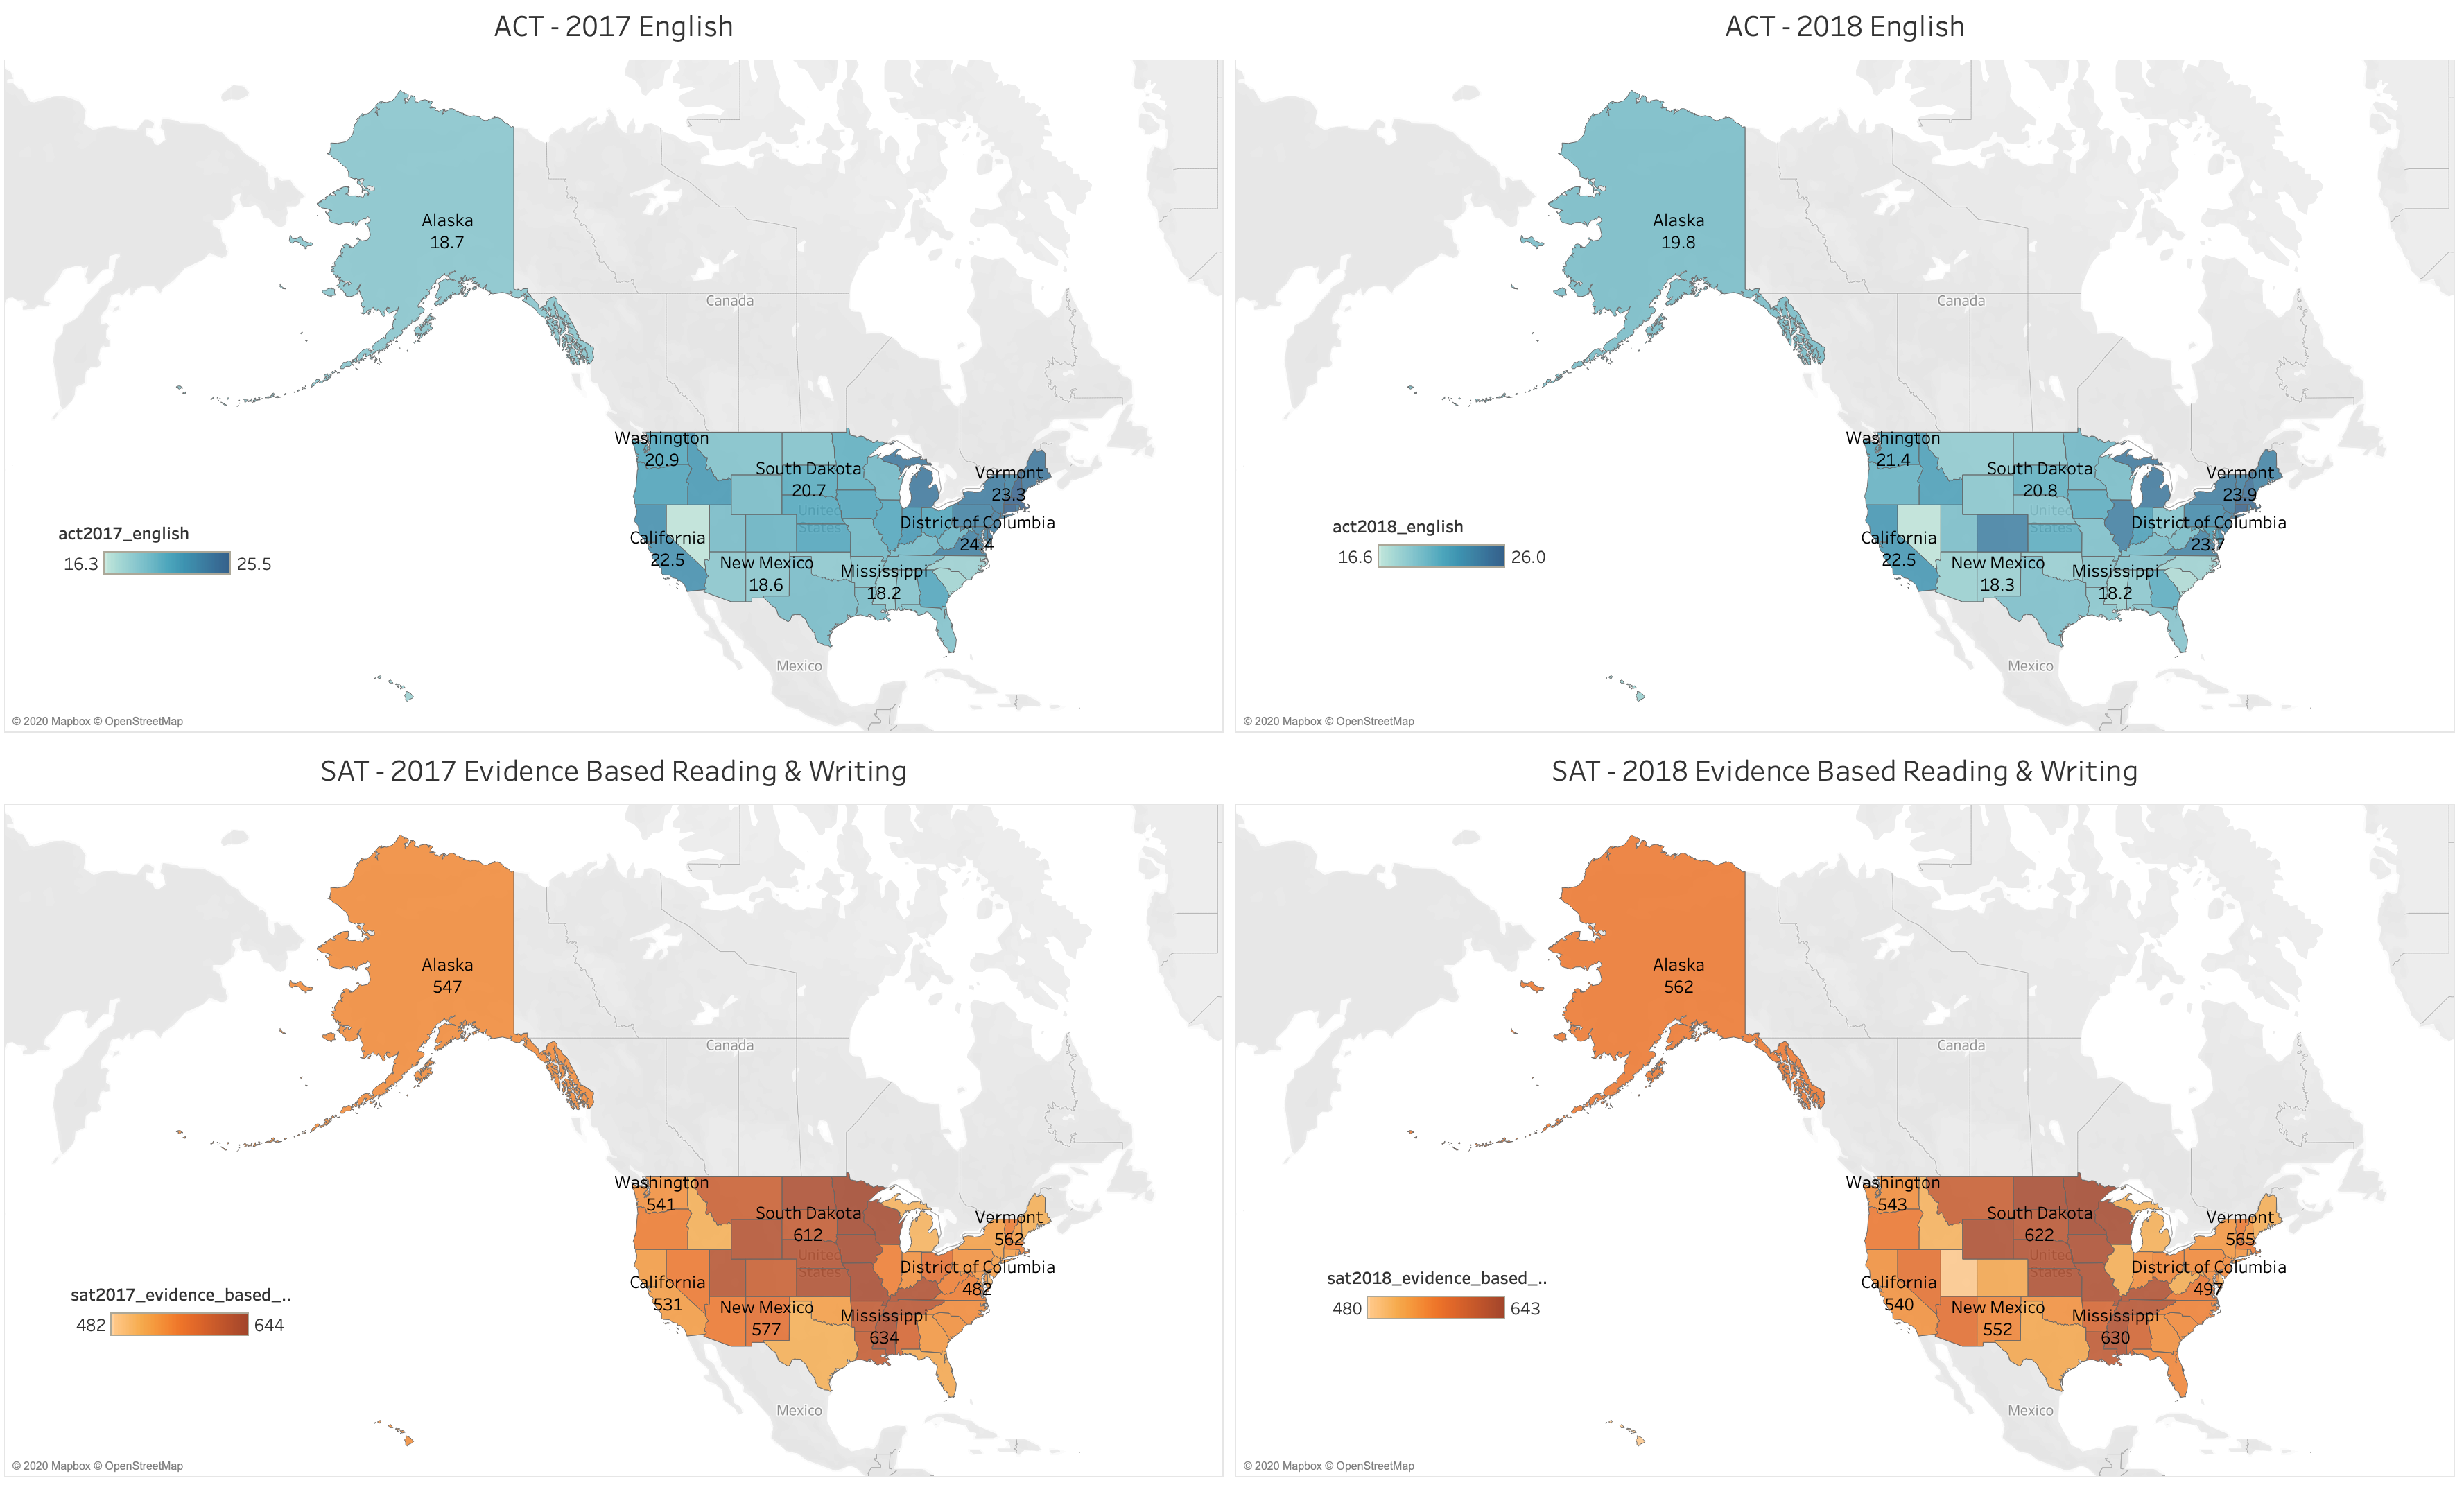 ACT - 2017 English
Alaska
18.7
Canada
Washington
20.9
South Dakota
20.7
Vermont
23.3
United
States
District of Columbia
24.4
California
22.5
New Mexico
18.6
Mississippi
18.2
act2017_english
16.3
25.5
Mexico
© 2020 Mapbox © OpenStreetMap
ACT - 2018 English
Alaska
19.8
Canada
Washington
21.4
South Dakota
20.8
Vermont
23.9
United
States
District of Columbia
23.7
California
22.5
New Mexico
18.3
Mississippi
18.2
act2018_english
16.6
26.0
Mexico
© 2020 Mapbox © OpenStreetMap
SAT - 2017 Evidence Based Reading & Writing
Alaska
547
Canada
Washington
541
South Dakota
612
Vermont
562
United
States
District of Columbia
482
California
531
New Mexico
577
Mississippi
634
sat2017_evidence_based_..
482
644
Mexico
© 2020 Mapbox © OpenStreetMap
SAT - 2018 Evidence Based Reading & Writing
Alaska
562
Canada
Washington
543
South Dakota
622
Vermont
565
United
States
District of Columbia
497
California
540
New Mexico
552
Mississippi
630
sat2018_evidence_based_..
480
643
Mexico
© 2020 Mapbox © OpenStreetMap